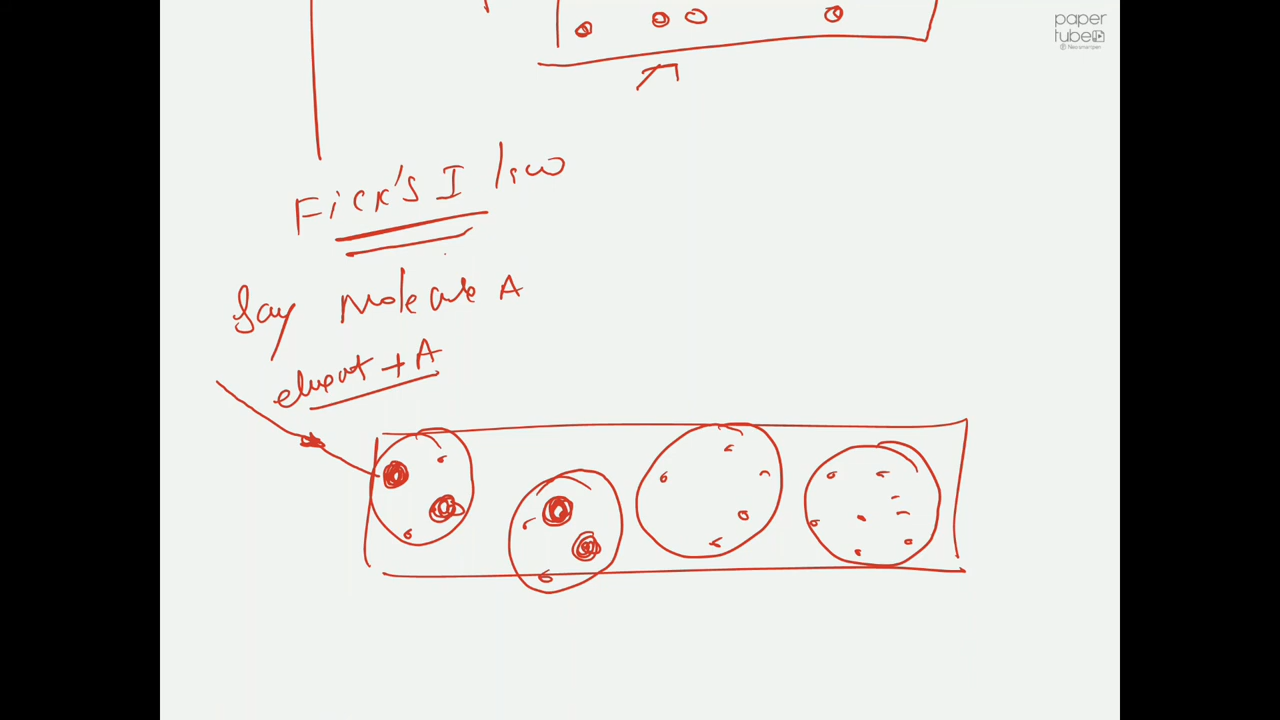 paper
tube
Fick's I law
Say Molecule A
eluent + A